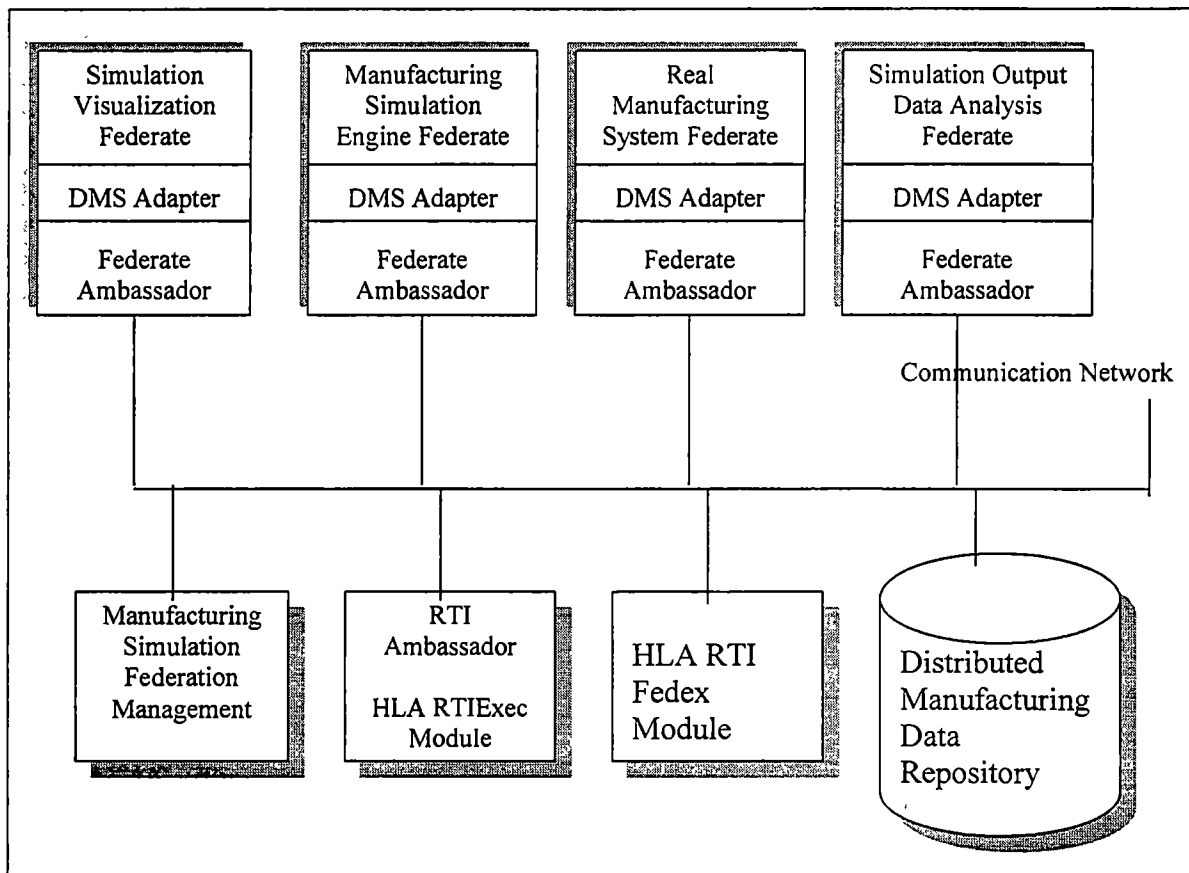 Simulation
Visualization
Federate
DMS Adapter
Federate
Ambassador
Manufacturing
Simulation
Engine Federate
DMS Adapter
Federate
Ambassador
Real
Manufacturing
System Federate
DMS Adapter
Federate
Ambassador
Simulation Output
Data Analysis
Federate
DMS Adapter
Federate
Ambassador
Communication Network
Manufacturing
Simulation
Federation
Management
RTI
Ambassador
HLA RTIExec
Module
HLA RTI
Fedex
Module
Distributed
Manufacturing
Data
Repository